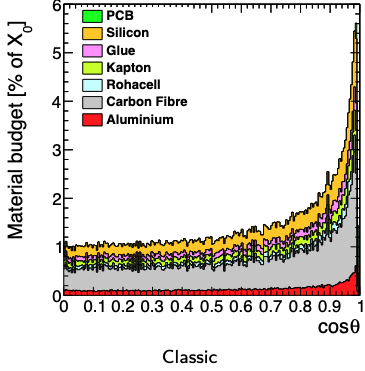 6
5
4
3
2
1
0
Material budget [% of X0]
PCB
Silicon
Glue
Kapton
Rohacell
Carbon Fibre
Aluminium
0 0.1 0.2 0.3 0.4 0.5 0.6 0.7 0.8 0.9 1
cosθ
Classic